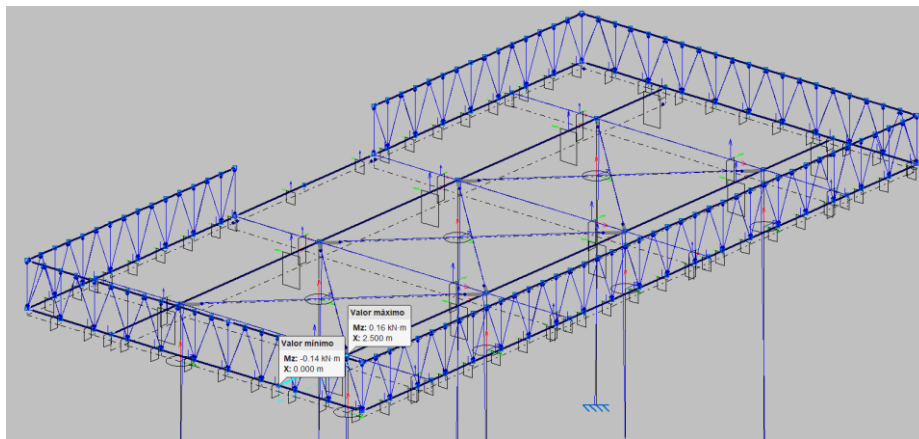 Valor mínimo
Mz: -0.14 kN·m
X: 0.000 m
Valor máximo
Mz: 0.16 kN·m
X: 2.500 m